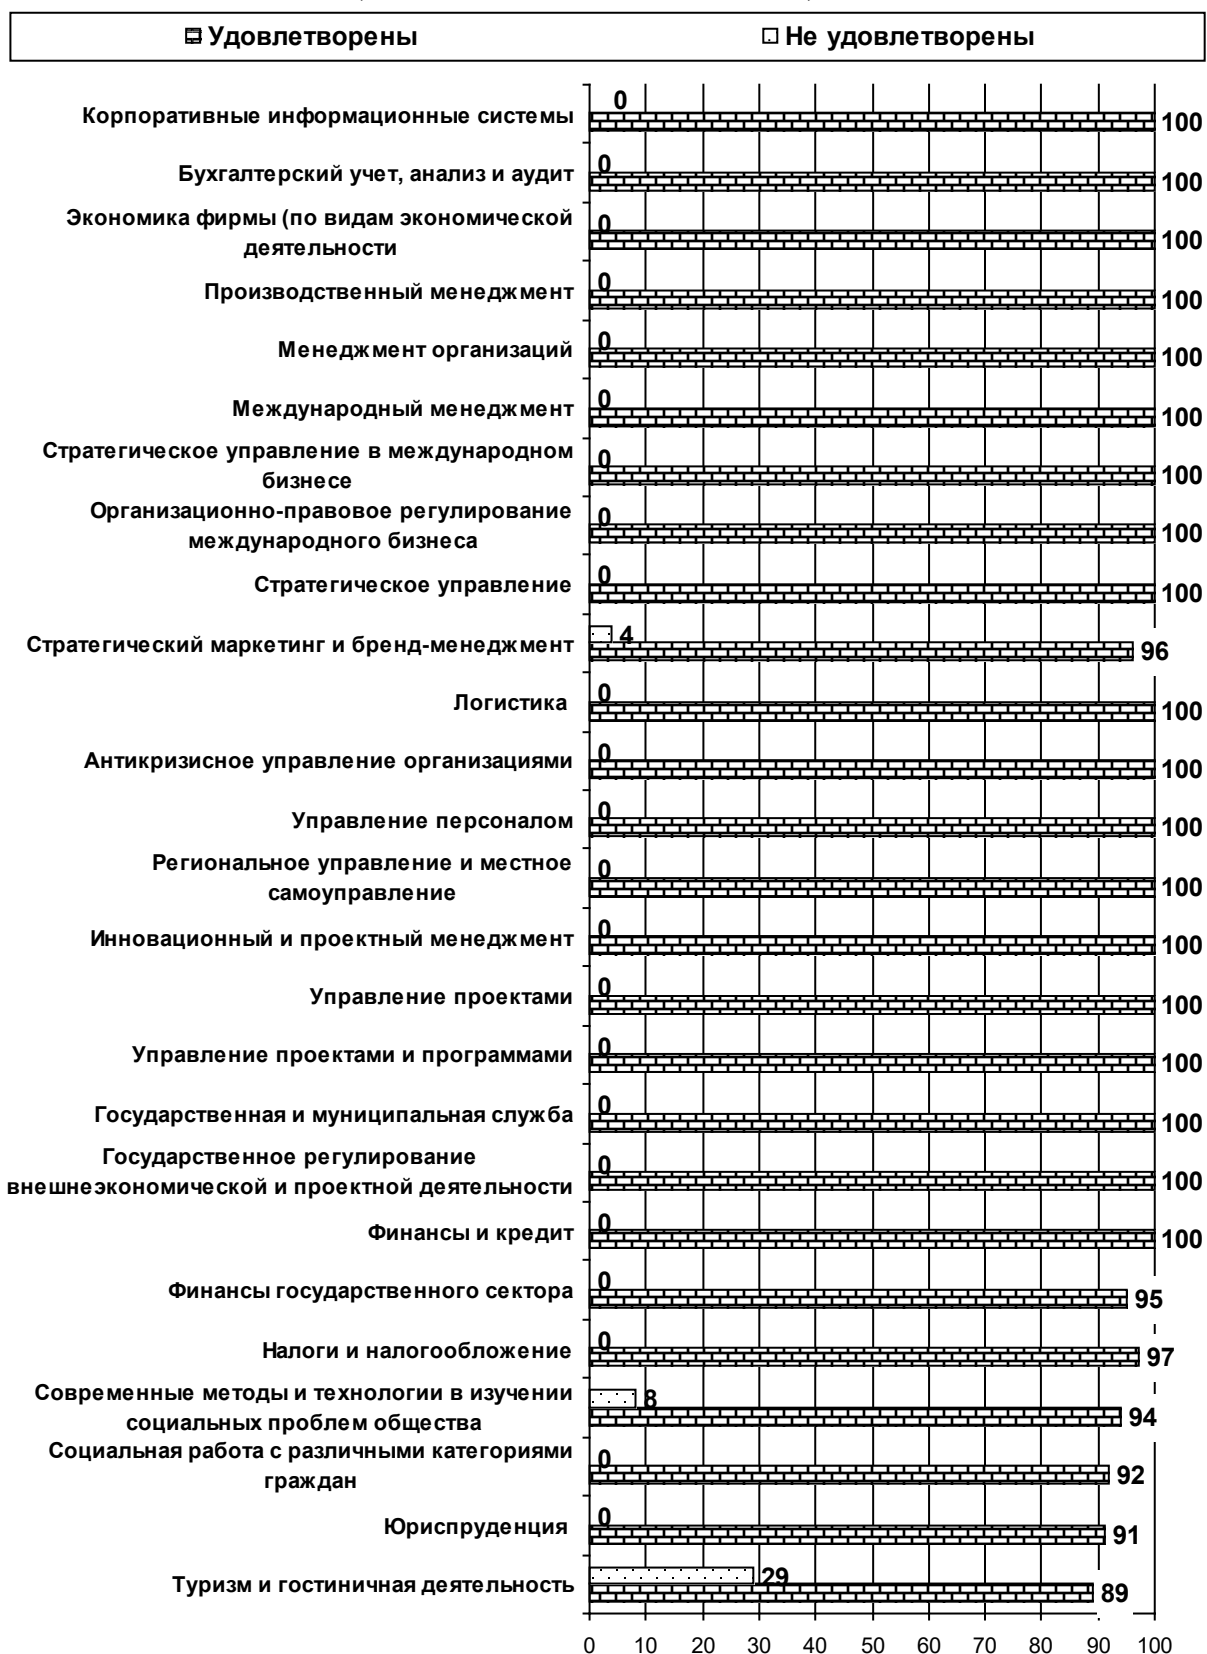 Удовлетворены Не удовлетворены
0
Корпоративные информационные системы 100
0
Бухгалтерский учет, анализ и аудит 100
Экономика фирмы (по видам экономической 0
деятельности 100
0
Производственный менеджмент 100
0
Менеджмент организаций 100
0
Международный менеджмент 100
Стратегическое управление в международном 0
бизнесе 100
Организационно-правовое регулирование 0
международного бизнеса 100
0
Стратегическое управление 100
4
Стратегический маркетинг и бренд-менеджмент 96
0
Логистика 100
0
Антикризисное управление организациями 100
0
Управление персоналом 100
Региональное управление и местное 0
самоуправление 100
0
Инновационный и проектный менеджмент 100
0
Управление проектами 100
0
Управление проектами и программами 100
0
Государственная и муниципальная служба 100
Государственное регулирование 0
внешнеэкономической и проектной деятельности 100
0
Финансы и кредит 100
0
Финансы государственного сектора 95
0
Налоги и налогообложение 97
Современные методы и технологии в изучении 8
социальных проблем общества 94
Социальная работа с различными категориями 0
граждан 92
0
Юриспруденция 91
29
Туризм и гостиничная деятельность 89
0 10 20 30 40 50 60 70 80 90 100